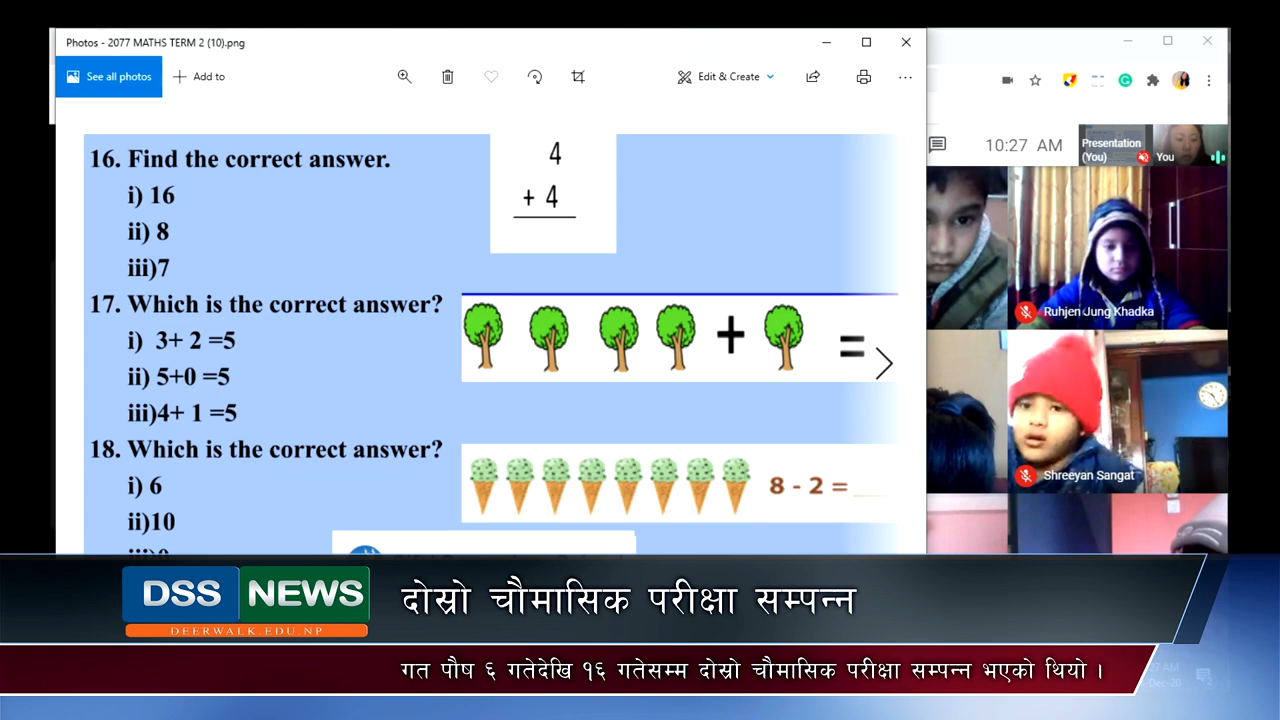 Photos - 2077 MATHS TERM 2 (10).png
See all photos
Add to
Edit & Create
10:27 AM
Presentation
(You)
You
16. Find the correct answer.
i) 16
ii) 8
iii)7
4
+ 4
17. Which is the correct answer?
i) 3+ 2 =5
ii) 5+0 =5
iii)4+ 1 =5
+ =
18. Which is the correct answer?
i) 6
ii)10
8 - 2 =
Ruhjen Jung Khadka
Shreeyan Sangat
DSS NEWS
DEERWALK.EDU.NP
दोस्रो चौमासिक परीक्षा सम्पन्न
गत पौष ६ गतेदेखि १६ गतेसम्म दोस्रो चौमासिक परीक्षा सम्पन्न भएको थियो ।